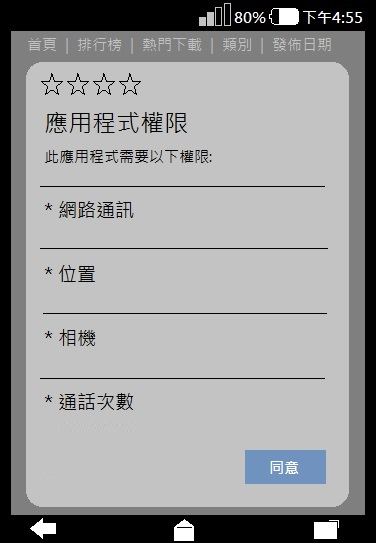 80% 下午4:55
首頁 | 排行榜 | 熱門下載 | 類別 | 發佈日期
應用程式權限
此應用程式需要以下權限:
* 網路通訊
* 位置
* 相機
* 通話次數
同意